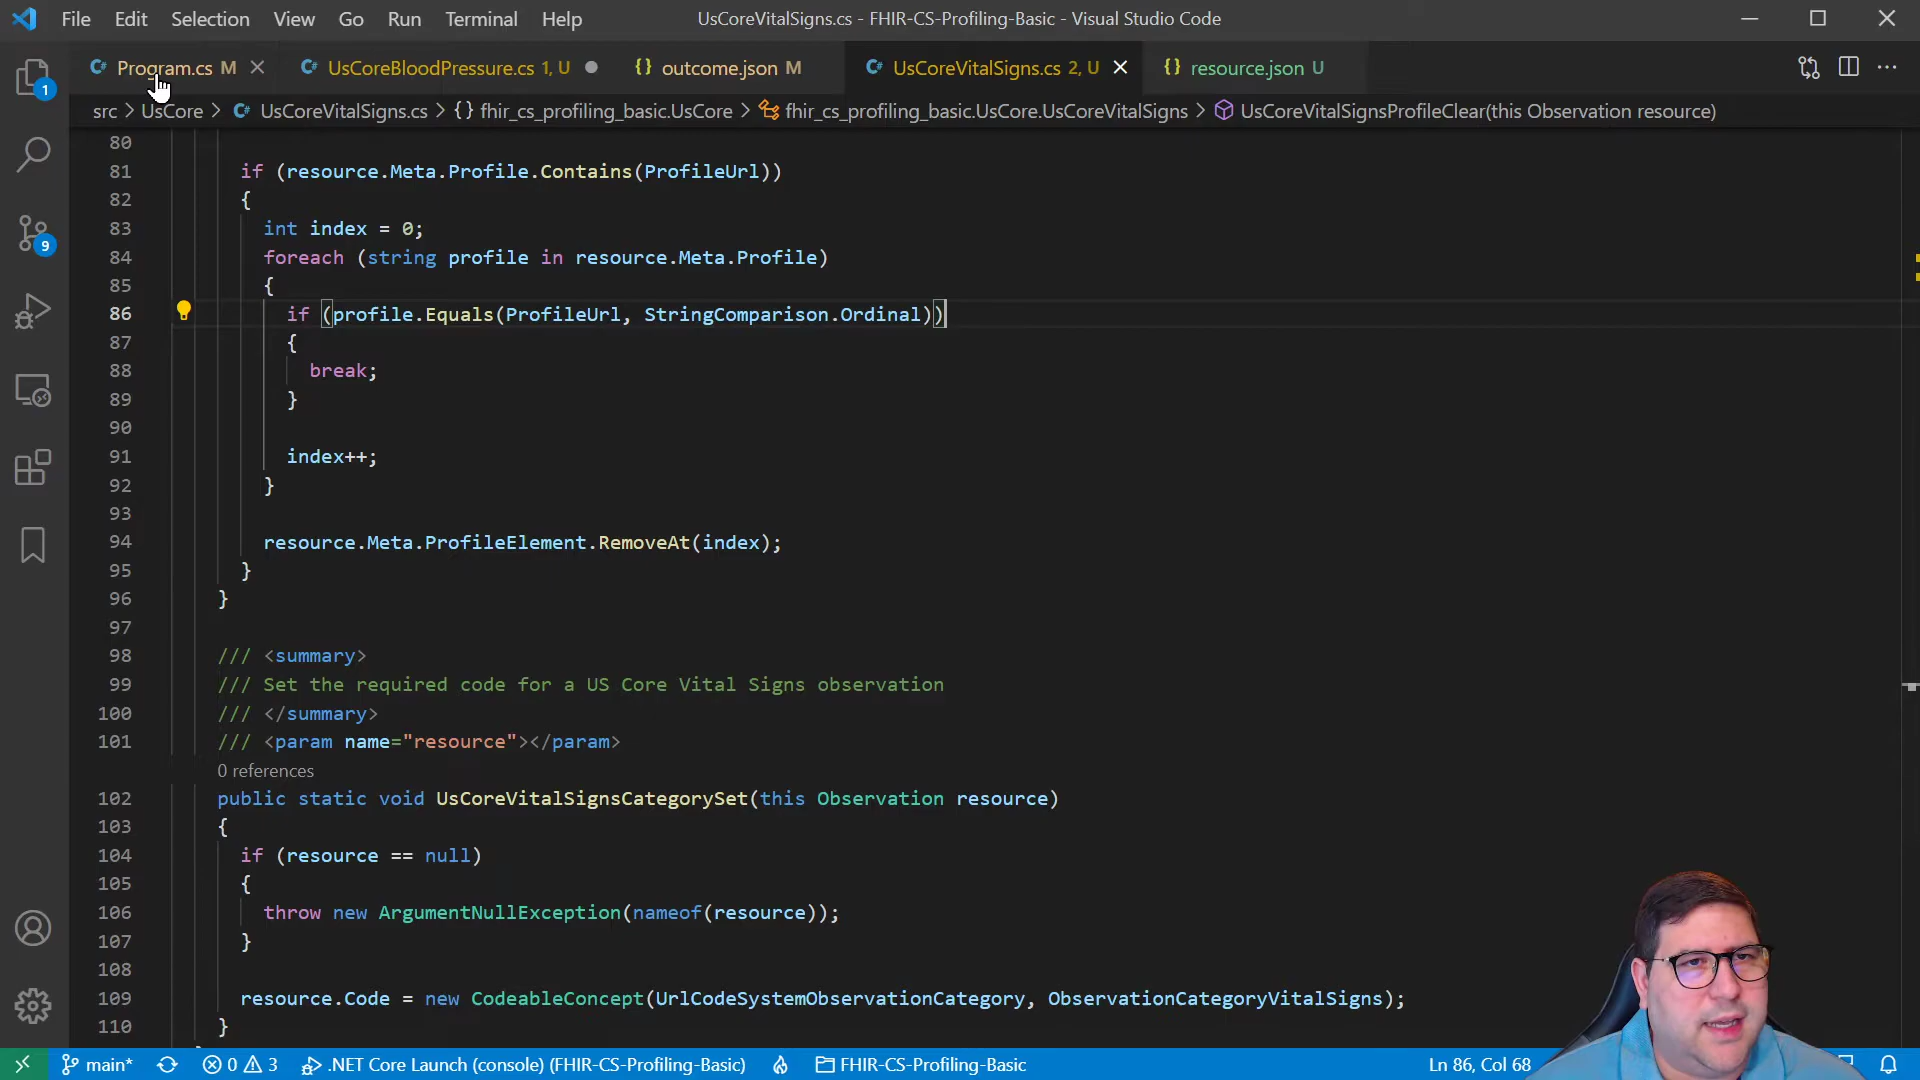 File Edit Selection View Go Run Terminal Help UsCoreVitalSigns.cs - FHIR-CS-Profiling-Basic - Visual Studio Code
Program.cs M UsCoreBloodPressure.cs 1, U outcome.json M UsCoreVitalSigns.cs 2, U resource.json U
src > UsCore > UsCoreVitalSigns.cs > {} fhir_cs_profiling_basic.UsCore > fhir_cs_profiling_basic.UsCore.UsCoreVitalSigns > UsCoreVitalSignsProfileClear(this Observation resource)
1
9
80
81 if (resource.Meta.Profile.Contains(ProfileUrl))
82 {
83 int index = 0;
84 foreach (string profile in resource.Meta.Profile)
85 {
86 if (profile.Equals(ProfileUrl, StringComparison.Ordinal))
87 {
88 break;
89 }
90
91 index++;
92 }
93
94 resource.Meta.ProfileElement.RemoveAt(index);
95 }
96 }
97
98 /// <summary>
99 /// Set the required code for a US Core Vital Signs observation
100 /// </summary>
101 /// <param name="resource"></param>
0 references
102 public static void UsCoreVitalSignsCategorySet(this Observation resource)
103 {
104 if (resource == null)
105 {
106 throw new ArgumentNullException(nameof(resource));
107 }
108
109 resource.Code = new CodeableConcept(UrlCodeSystemObservationCategory, ObservationCategoryVitalSigns);
110 }
main* 0 3 .NET Core Launch (console) (FHIR-CS-Profiling-Basic) FHIR-CS-Profiling-Basic Ln 86, Col 68